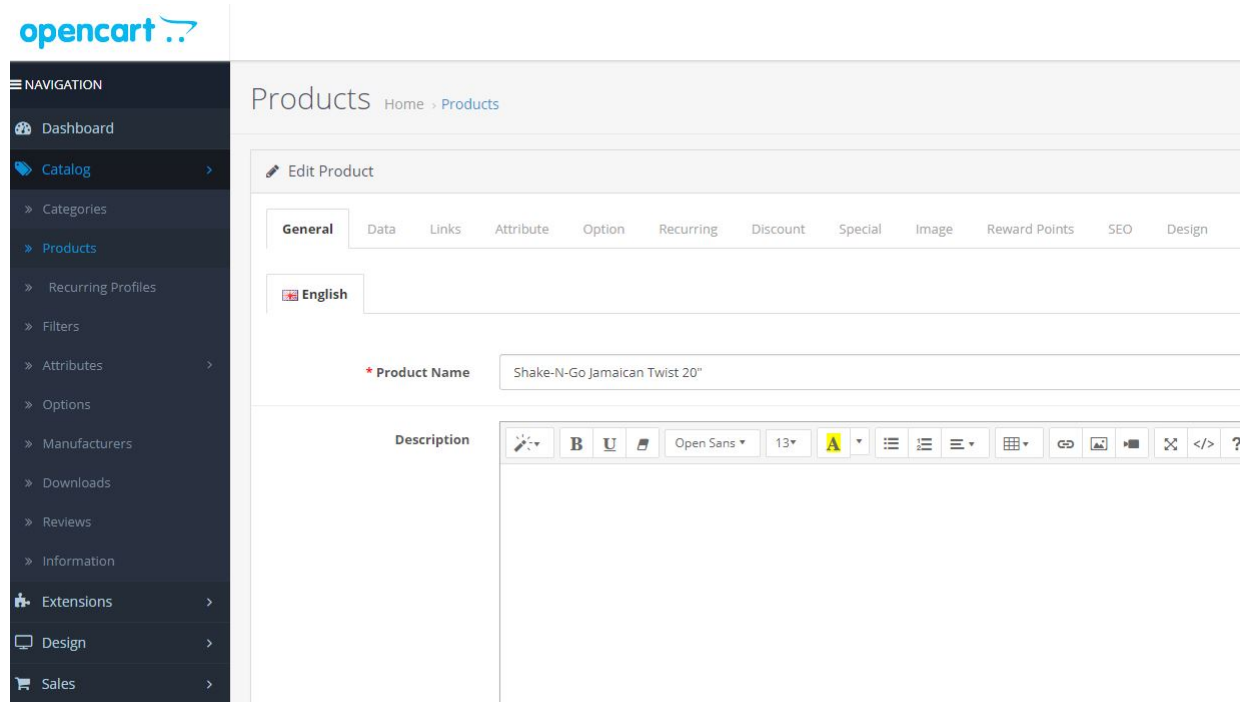 opencart
NAVIGATION
Dashboard
Catalog
Categories
Products
Recurring Profiles
Filters
Attributes
Options
Manufacturers
Downloads
Reviews
Information
Extensions
Design
Sales
Products Home › Products
Edit Product
General Data Links Attribute Option Recurring Discount Special Image Reward Points SEO Design
English
* Product Name Shake-N-Go Jamaican Twist 20"
Description B U Open Sans 13 A </> ?